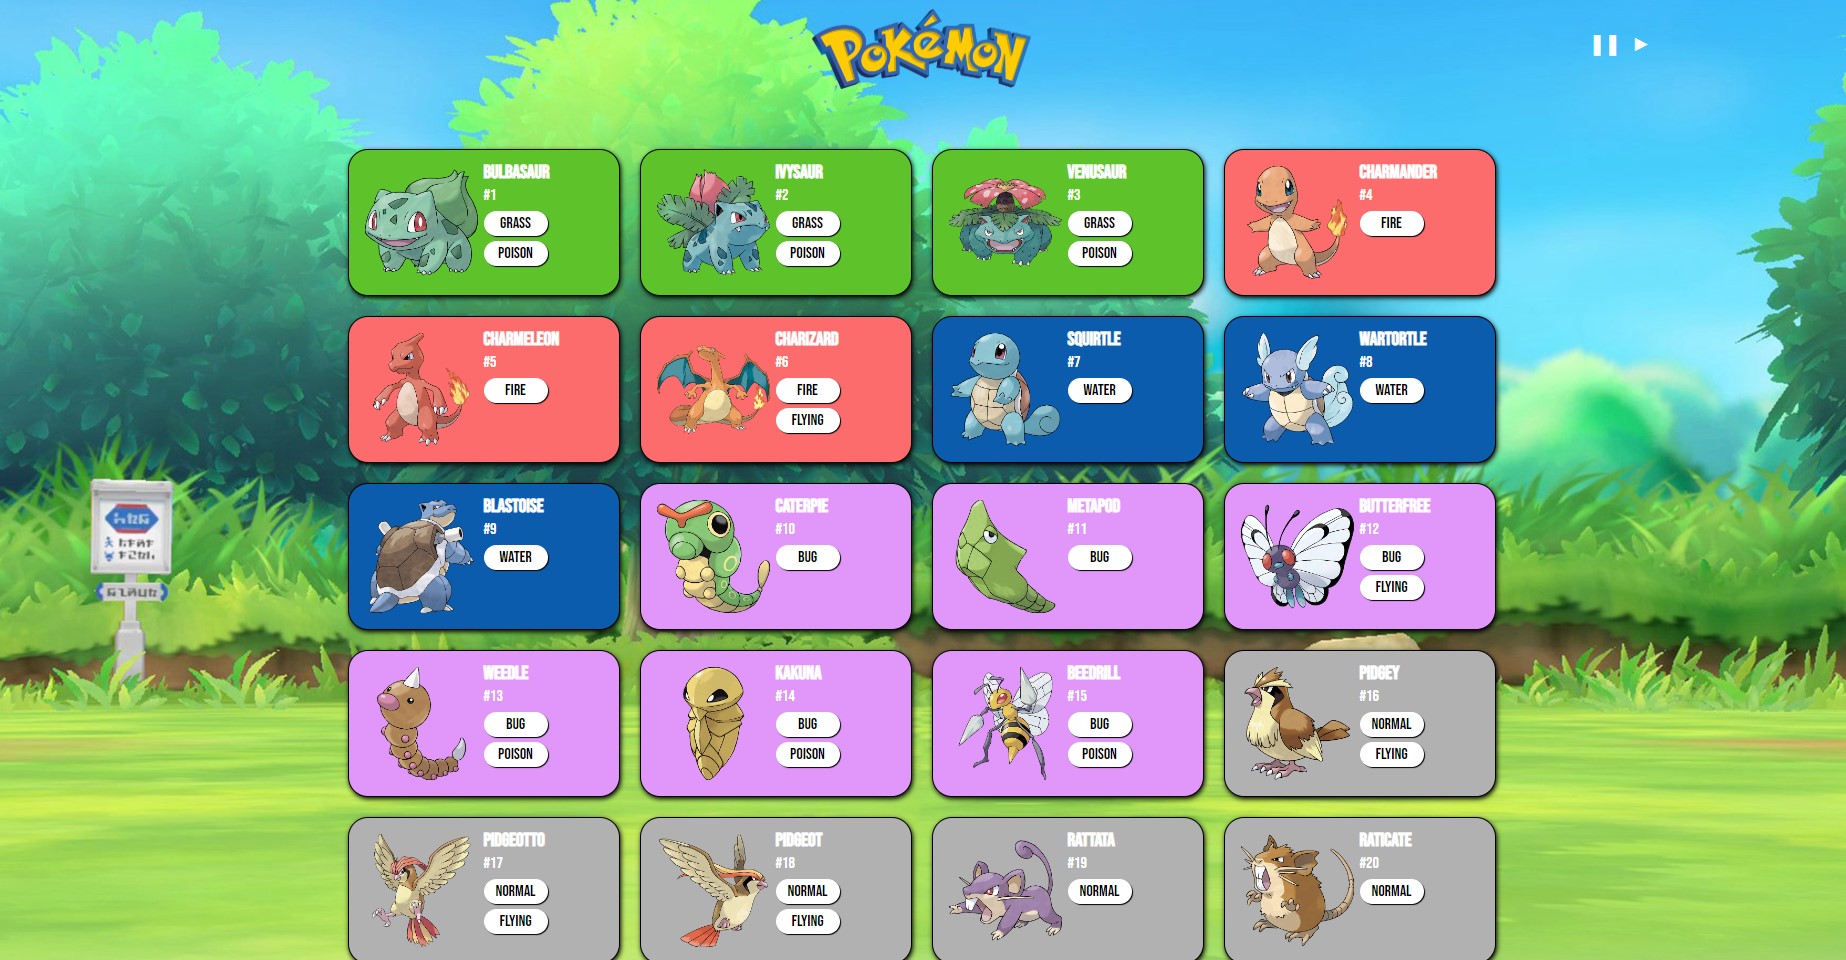 POKéMON
BULBASAUR
#1
GRASS
POISON
IVYSAUR
#2
GRASS
POISON
VENUSAUR
#3
GRASS
POISON
CHARMANDER
#4
FIRE
CHARMELEON
#5
FIRE
CHARIZARD
#6
FIRE
FLYING
SQUIRTLE
#7
WATER
WARTORTLE
#8
WATER
BLASTOISE
#9
WATER
CATERPIE
#10
BUG
METAPOD
#11
BUG
BUTTERFREE
#12
BUG
FLYING
WEEDLE
#13
BUG
POISON
KAKUNA
#14
BUG
POISON
BEEDRILL
#15
BUG
POISON
PIDGEY
#16
NORMAL
FLYING
PIDGEOTTO
#17
NORMAL
FLYING
PIDGEOT
#18
NORMAL
FLYING
RATTATA
#19
NORMAL
RATICATE
#20
NORMAL